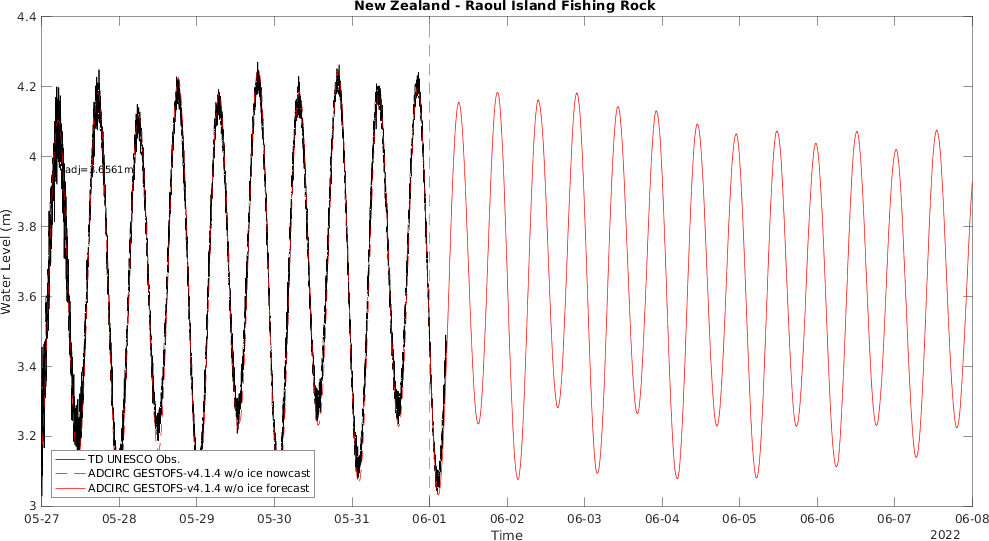 New Zealand - Raoul Island Fishing Rock
Water Level (m)
4.4
4.2
4
3.8
3.6
3.4
3.2
3
adj=3.6561m
TD UNESCO Obs.
ADCIRC GESTOFS-v4.1.4 w/o ice nowcast
ADCIRC GESTOFS-v4.1.4 w/o ice forecast
05-27 05-28 05-29 05-30 05-31 06-01 06-02 06-03 06-04 06-05 06-06 06-07 06-08
Time
2022